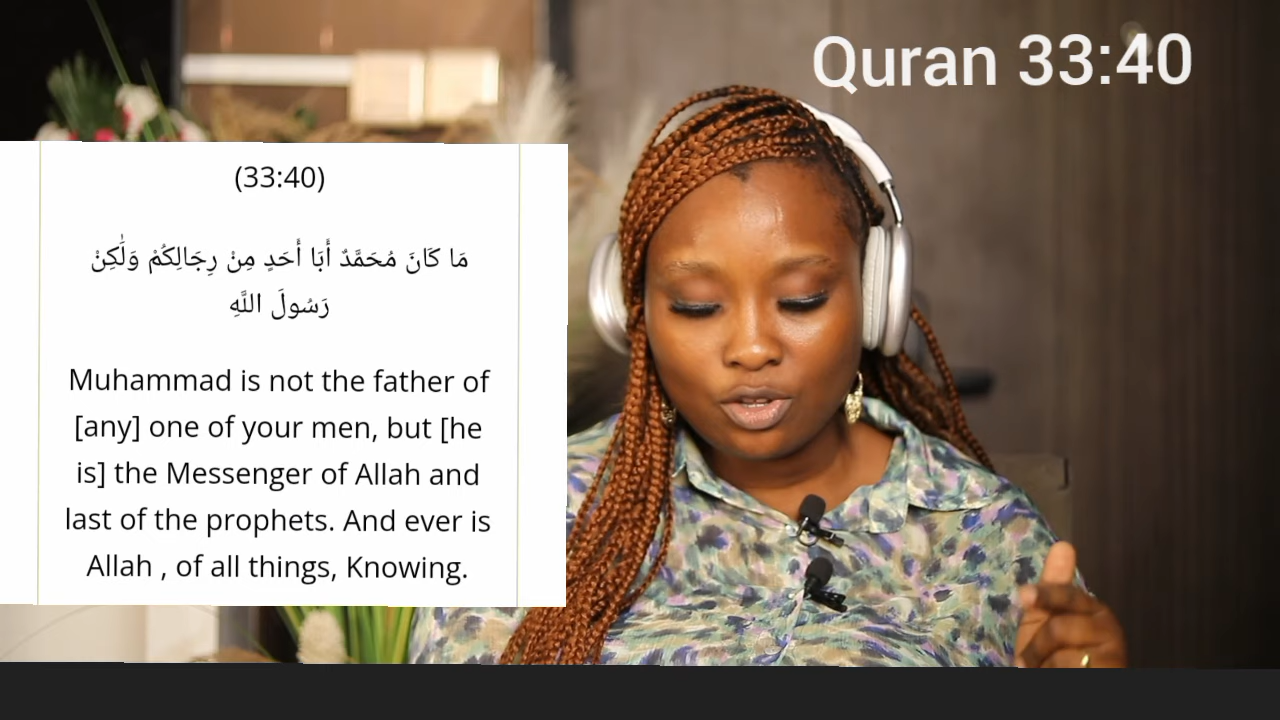 Quran 33:40
(33:40)
مَا كَانَ مُحَمَّدٌ أَبَا أَحَدٍ مِنْ رِجَالِكُمْ وَلَٰكِنْ
رَسُولَ اللَّهِ
Muhammad is not the father of
[any] one of your men, but [he
is] the Messenger of Allah and
last of the prophets. And ever is
Allah , of all things, Knowing.